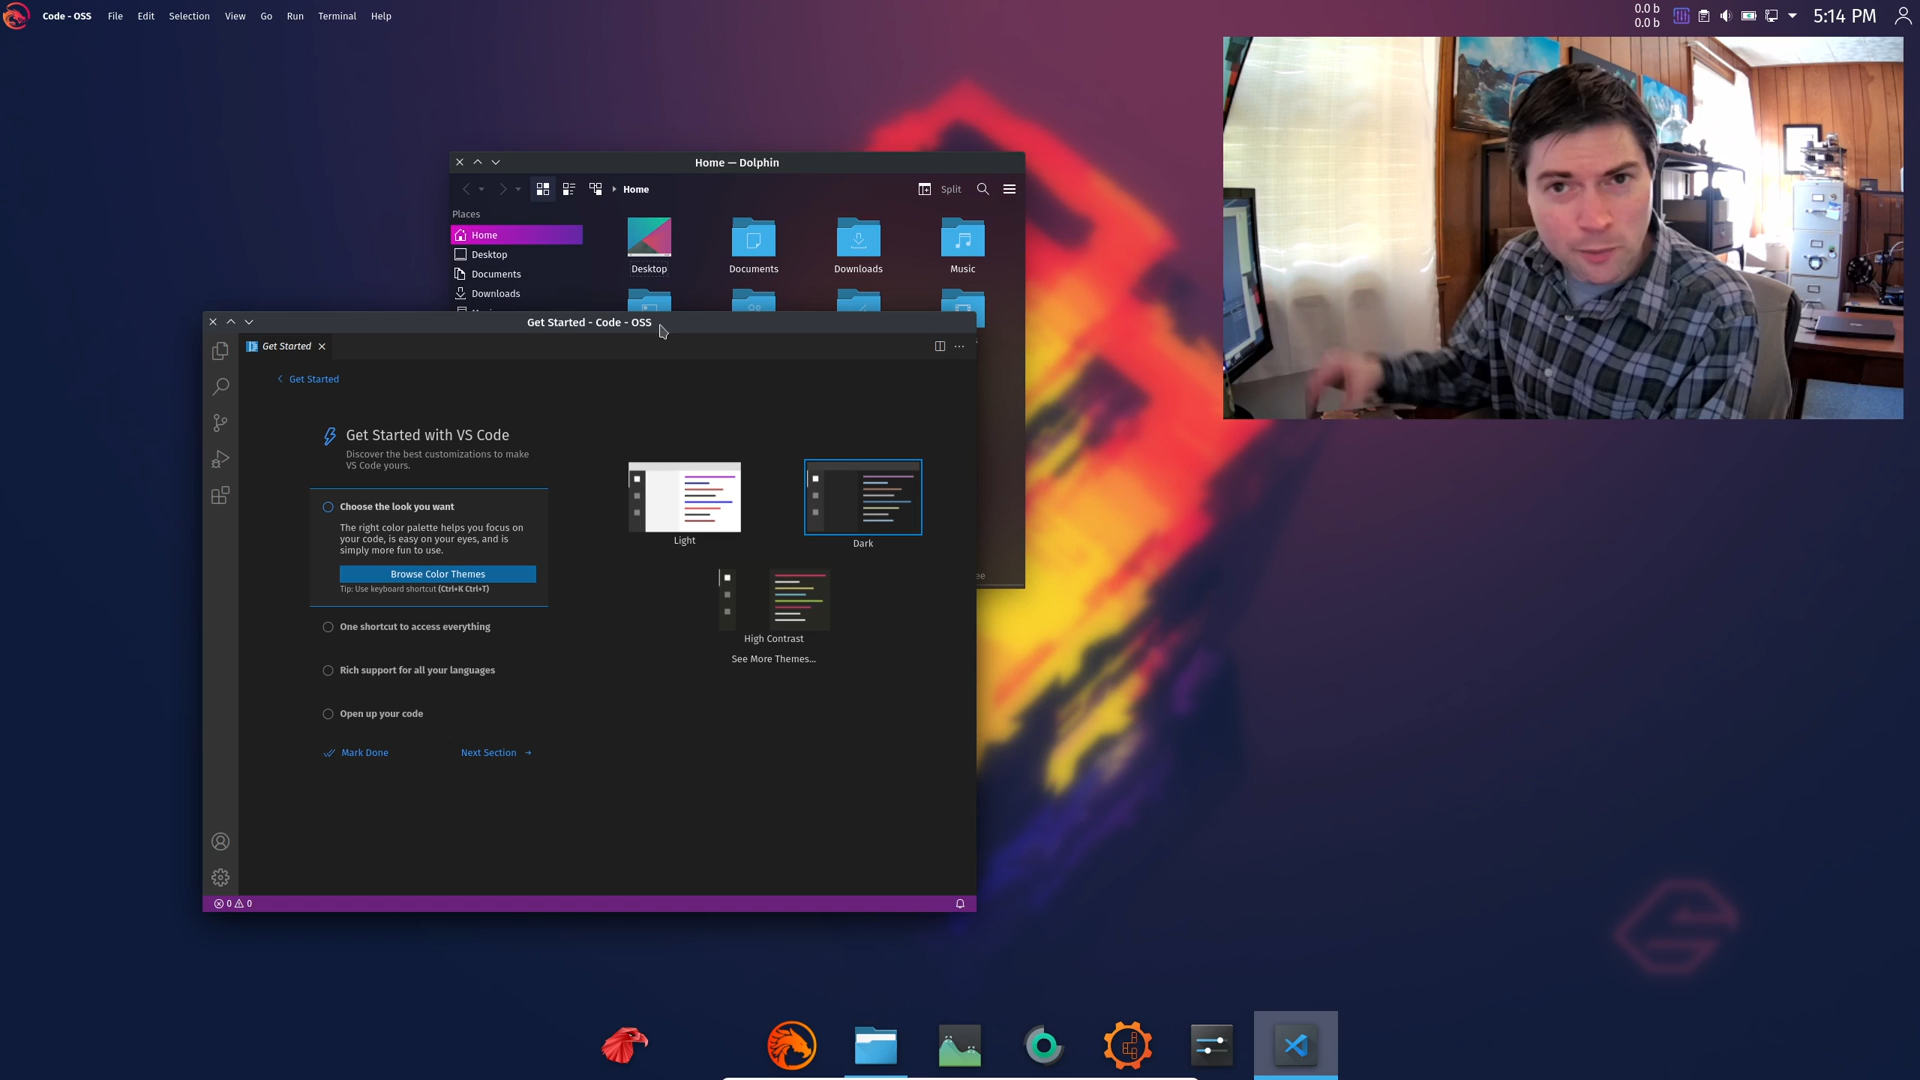 Code - OSS File Edit Selection View Go Run Terminal Help
0.0 b
0.0 b
5:14 PM
Home — Dolphin
Home
Split
Places
Home
Desktop
Documents
Downloads
Desktop
Documents
Downloads
Music
Get Started - Code - OSS
Get Started
Get Started
Get Started with VS Code
Discover the best customizations to make
VS Code yours.
Choose the look you want
The right color palette helps you focus on
your code, is easy on your eyes, and is
simply more fun to use.
Browse Color Themes
Tip: Use keyboard shortcut (Ctrl+K Ctrl+T)
One shortcut to access everything
Rich support for all your languages
Open up your code
Mark Done
Next Section
Light
Dark
High Contrast
See More Themes...
ee
0 0